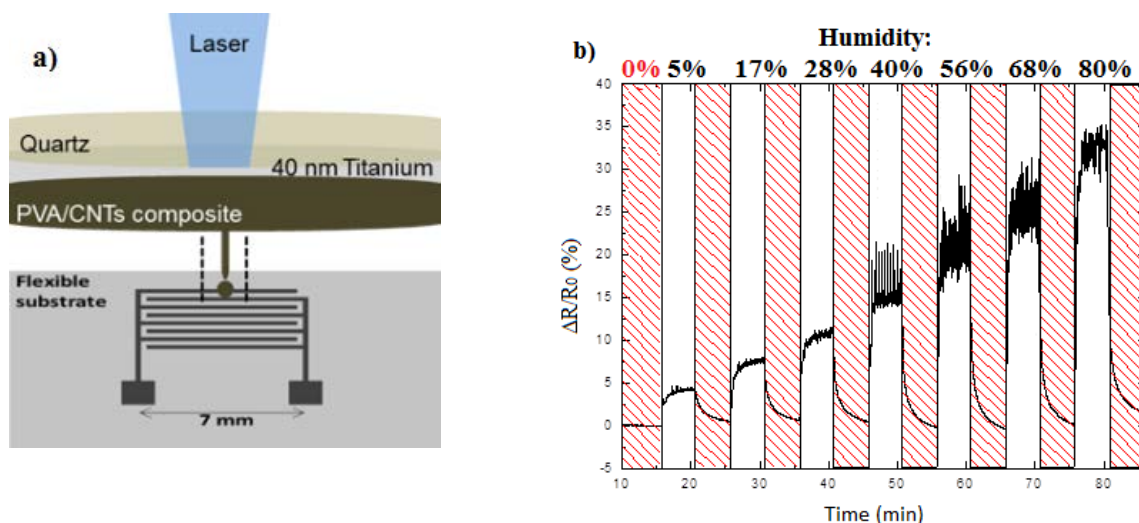 a)
Laser
Quartz
40 nm Titanium
PVA/CNTs composite
Flexible
substrate
7 mm
b)
Humidity:
0% 5% 17% 28% 40% 56% 68% 80%
40
35
30
25
20
15
10
5
0
-5
ΔR/R0 (%)
10 20 30 40 50 60 70 80
Time (min)